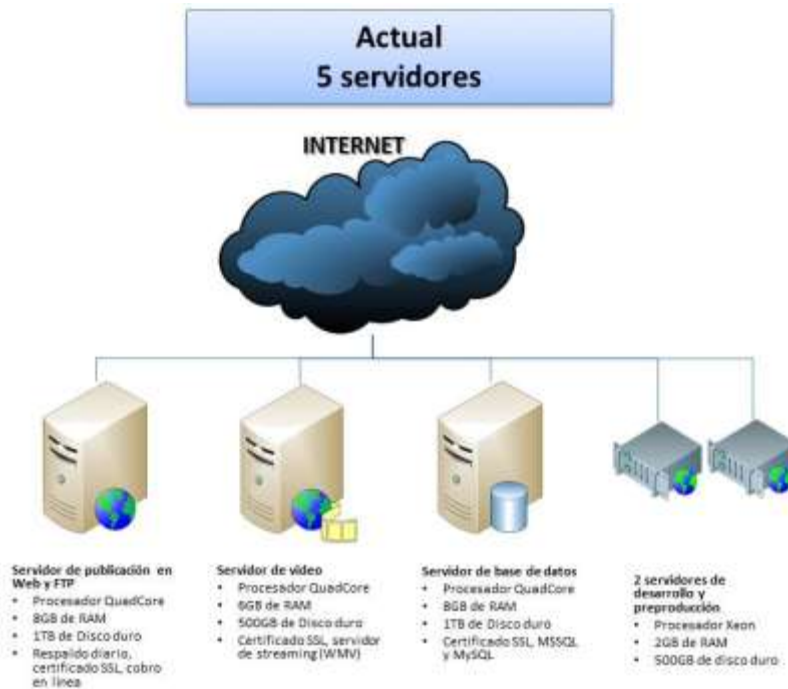 Actual
5 servidores
INTERNET
Servidor de publicación en
Web y FTP
• Procesador QuadCore
• 8GB de RAM
• 1TB de Disco duro
• Respaldo diario,
certificado SSL, cobro
en línea
Servidor de video
• Procesador QuadCore
• 6GB de RAM
• 500GB de Disco duro
• Certificado SSL, servidor
de streaming (WMV)
Servidor de base de datos
• Procesador QuadCore
• 8GB de RAM
• 1TB de Disco duro
• Certificado SSL, MSSQL
y MySQL
2 servidores de
desarrollo y
preproducción
• Procesador Xeon
• 2GB de RAM
• 500GB de disco duro